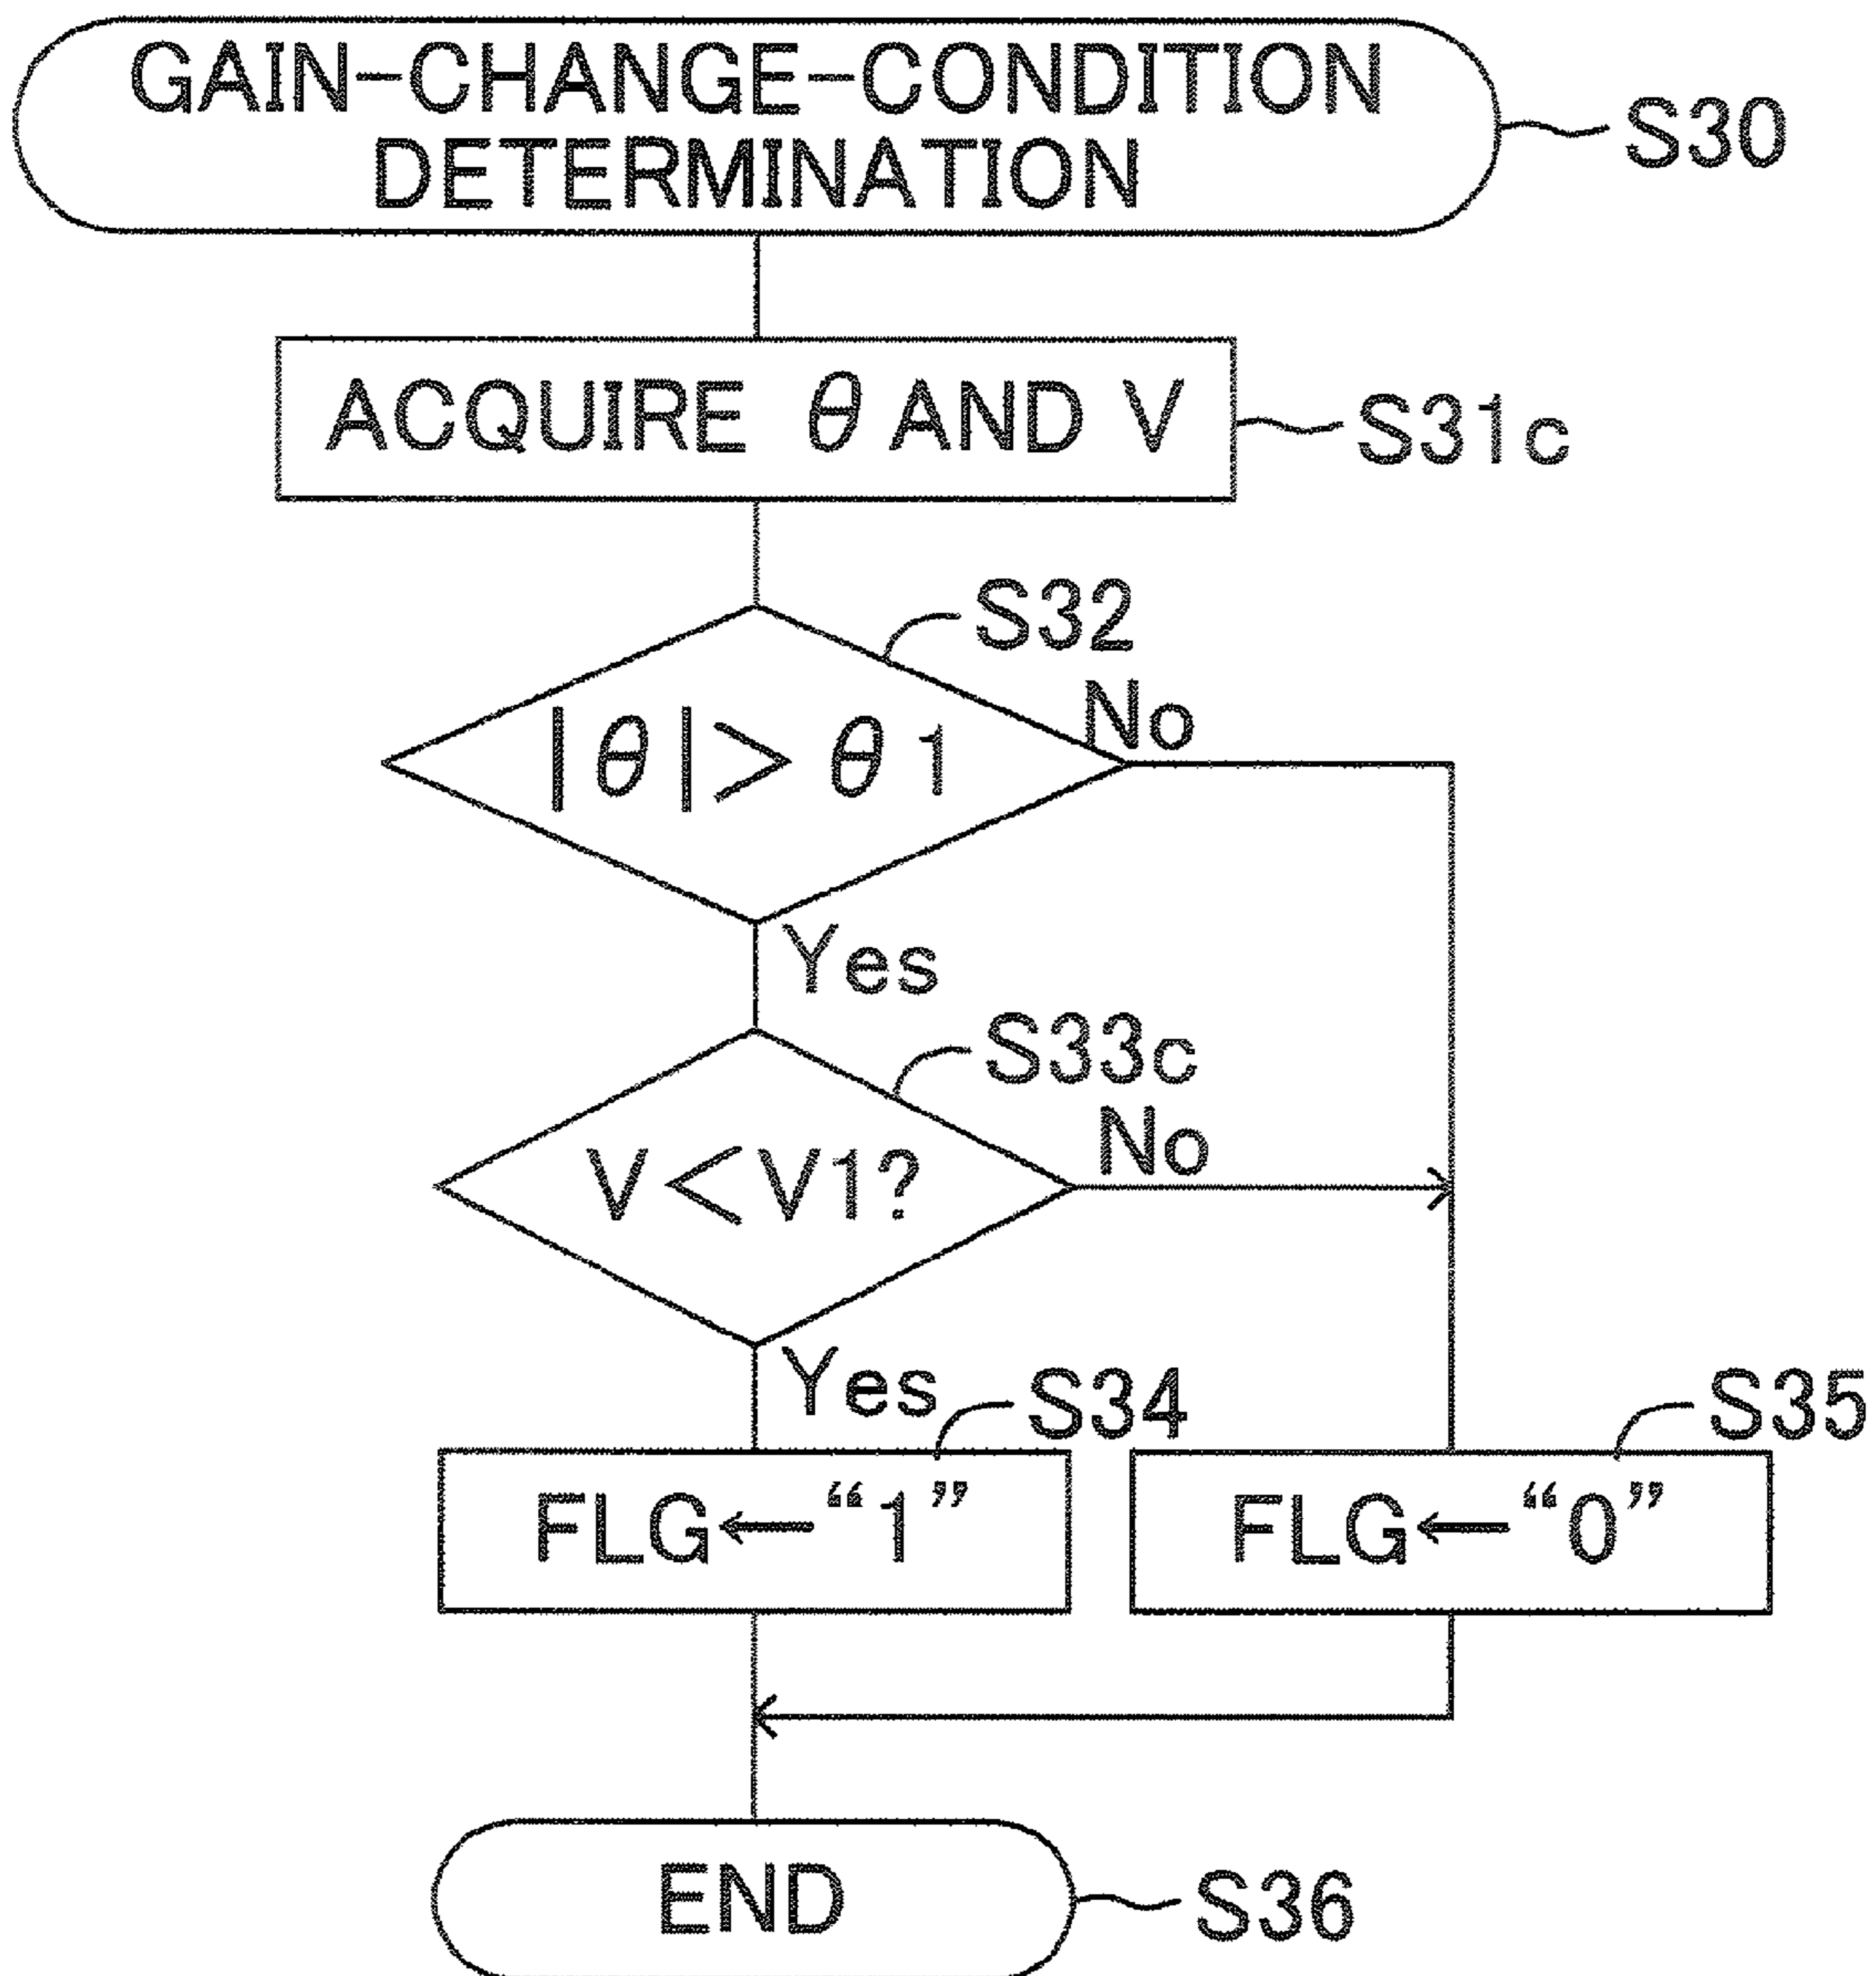 GAIN-CHANGE-CONDITION
DETERMINATION
S30
ACQUIRE θ AND V
S31c
S32
|θ|> θ1
No
Yes
S33c
V<V1?
No
Yes
S34
S35
FLG←“1”
FLG←“0”
END
S36